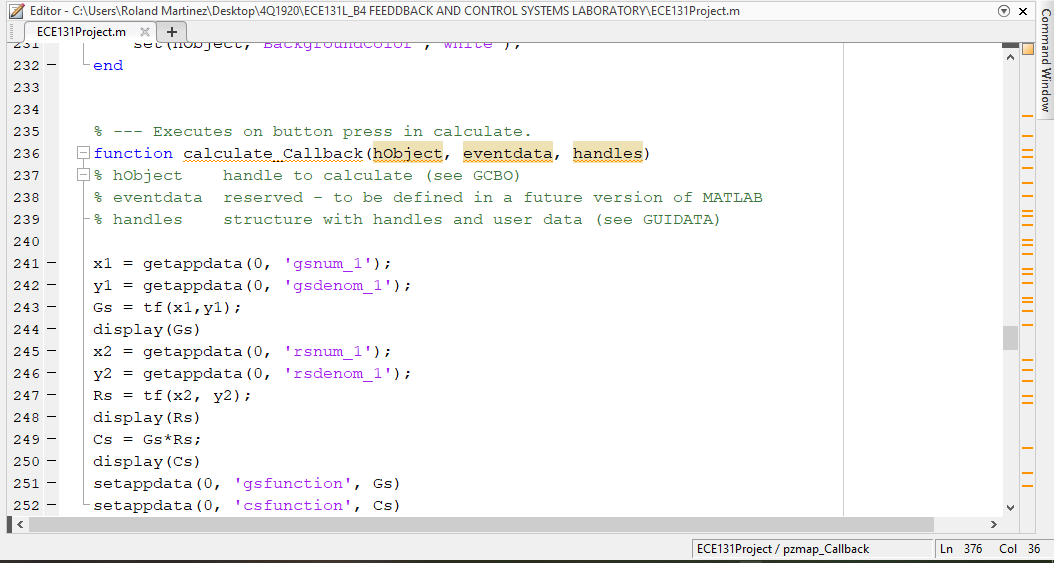 Editor - C:\Users\Roland Martinez\Desktop\4Q1920\ECE131L_B4 FEEDDBACK AND CONTROL SYSTEMS LABORATORY\ECE131Project.m
ECE131Project.m
Command Window
231 set(hObject,'BackgroundColor','white');
232 end
233
234
235 % --- Executes on button press in calculate.
236 function calculate_Callback(hObject, eventdata, handles)
237 % hObject    handle to calculate (see GCBO)
238 % eventdata  reserved - to be defined in a future version of MATLAB
239 % handles    structure with handles and user data (see GUIDATA)
240
241 x1 = getappdata(0, 'gsnum_1');
242 y1 = getappdata(0, 'gsdenom_1');
243 Gs = tf(x1,y1);
244 display(Gs)
245 x2 = getappdata(0, 'rsnum_1');
246 y2 = getappdata(0, 'rsdenom_1');
247 Rs = tf(x2, y2);
248 display(Rs)
249 Cs = Gs*Rs;
250 display(Cs)
251 setappdata(0, 'gsfunction', Gs)
252 setappdata(0, 'csfunction', Cs)
ECE131Project / pzmap_Callback
Ln 376 Col 36